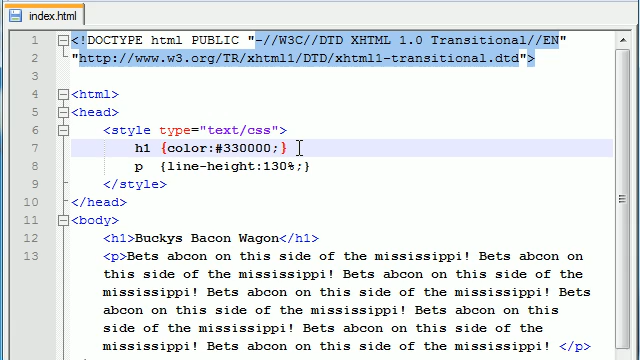 index.html
1 <!DOCTYPE html PUBLIC "-//W3C//DTD XHTML 1.0 Transitional//EN"
2 "http://www.w3.org/TR/xhtml1/DTD/xhtml1-transitional.dtd">
3
4 <html>
5 <head>
6 <style type="text/css">
7 h1 {color:#330000;}
8 p {line-height:130%;}
9 </style>
10 </head>
11 <body>
12 <h1>Buckys Bacon Wagon</h1>
13 <p>Bets abcon on this side of the mississippi! Bets abcon on
this side of the mississippi! Bets abcon on this side of the
mississippi! Bets abcon on this side of the mississippi! Bets
abcon on this side of the mississippi! Bets abcon on this
side of the mississippi! Bets abcon on this side of the
mississippi! Bets abcon on this side of the mississippi! </p>